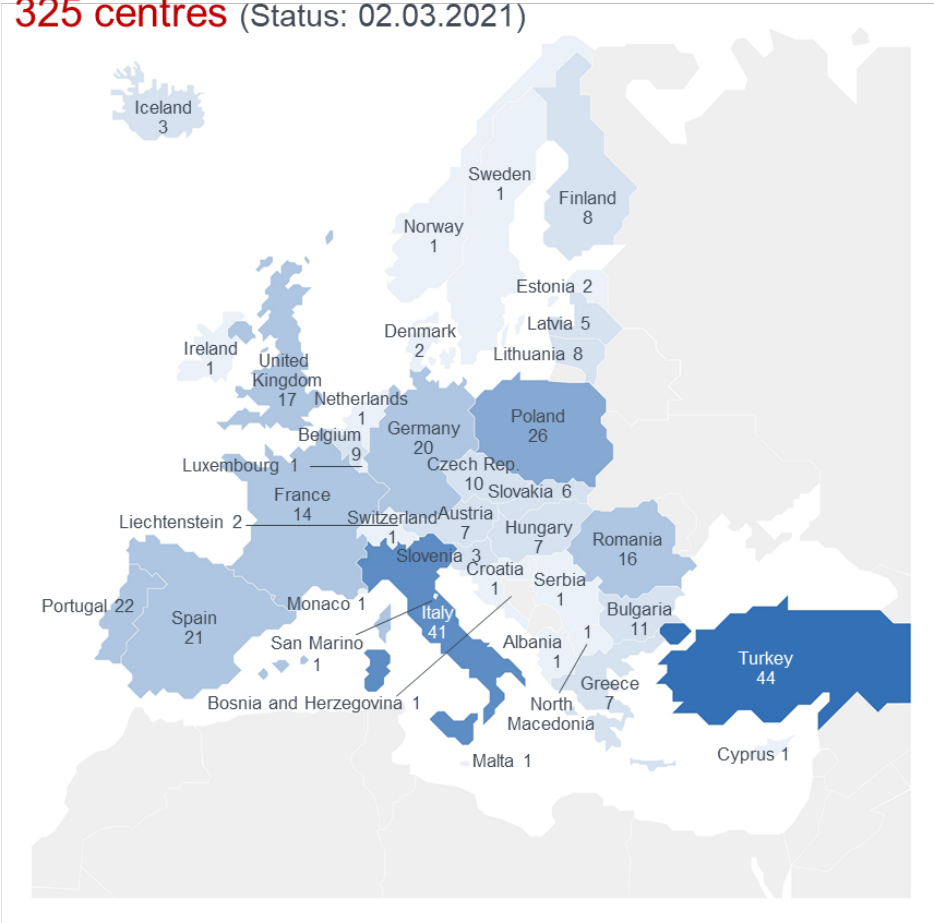 325 centres (Status: 02.03.2021)
Iceland
3
Sweden
1
Finland
8
Norway
1
Estonia 2
Latvia 5
Lithuania 8
Denmark
2
Ireland
1
United
Kingdom
17
Netherlands
1
Belgium
9
Luxembourg 1
Germany
20
Poland
26
Czech Rep.
10
Slovakia 6
France
14
Liechtenstein 2
Switzerland
1
Austria
7
Hungary
7
Romania
16
Slovenia 3
Croatia
1
Serbia
1
Portugal 22
Spain
21
Monaco 1
Italy
41
San Marino
1
Bosnia and Herzegovina 1
Albania
1
1
North
Macedonia
Bulgaria
11
Greece
7
Turkey
44
Malta 1
Cyprus 1